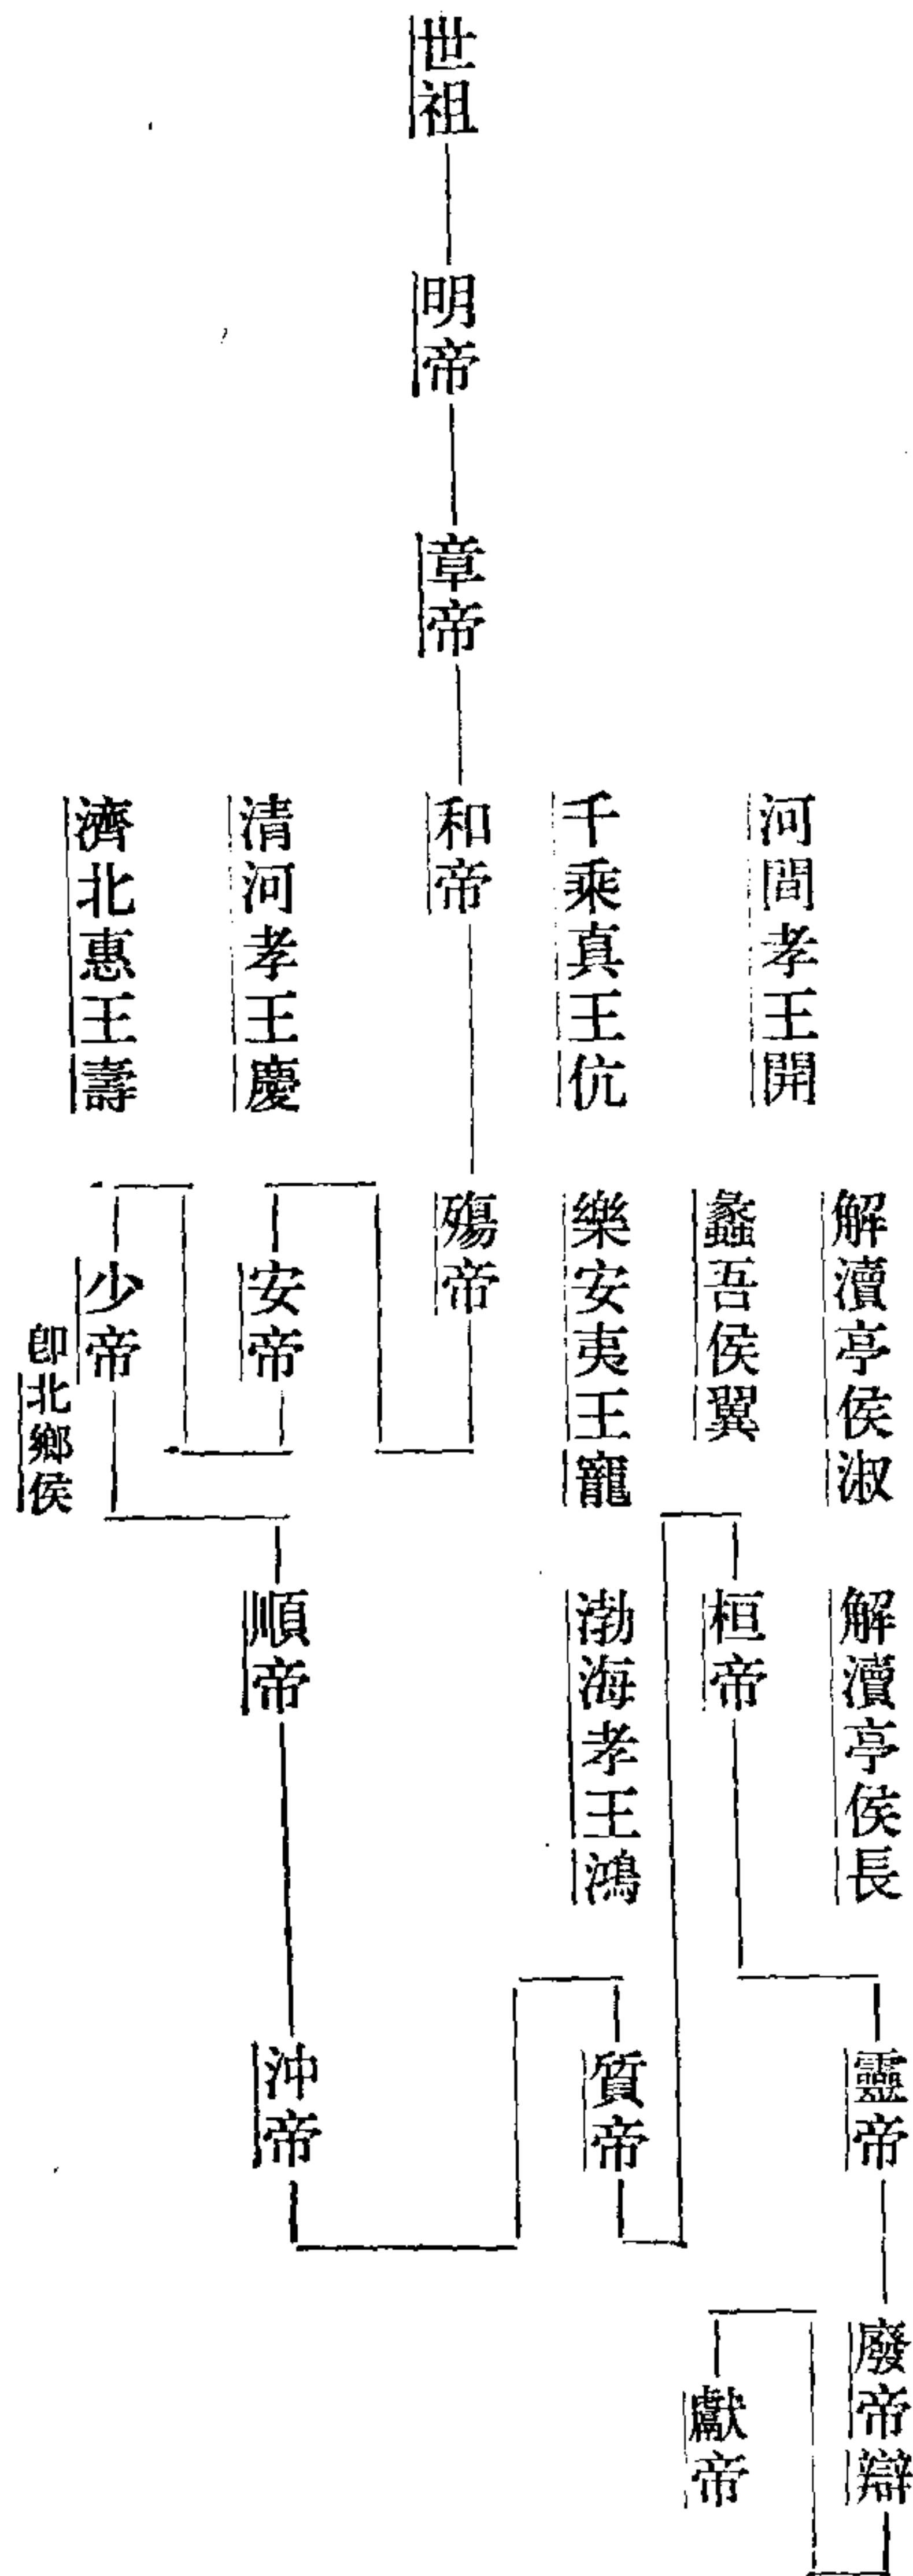 世祖
明帝
章帝
河間孝王開
千乘真王伉
和帝
清河孝王慶
濟北惠王壽
解瀆亭侯淑
蠡吾侯翼
樂安夷王寵
殤帝
安帝
少帝
卽北鄉侯
解瀆亭侯長
桓帝
渤海孝王鴻
順帝
靈帝
質帝
沖帝
廢帝辯
獻帝